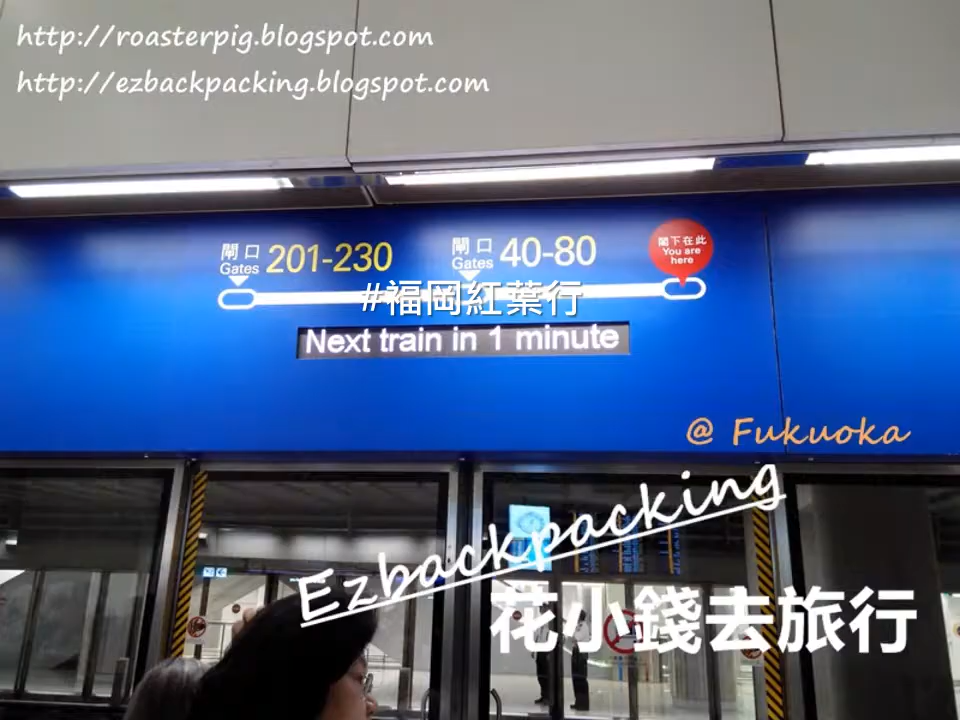 http://roasterpig.blogspot.com
http://ezbackpacking.blogspot.com
閘口 201-230
Gates
閘口 40-80
Gates
閣下在此
You are
here
#福岡紅葉行
Next train in 1 minute
@ Fukuoka
Ezbackpacking
花小錢去旅行